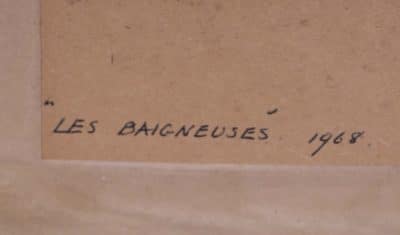 "LES BAIGNEUSES" 1968.